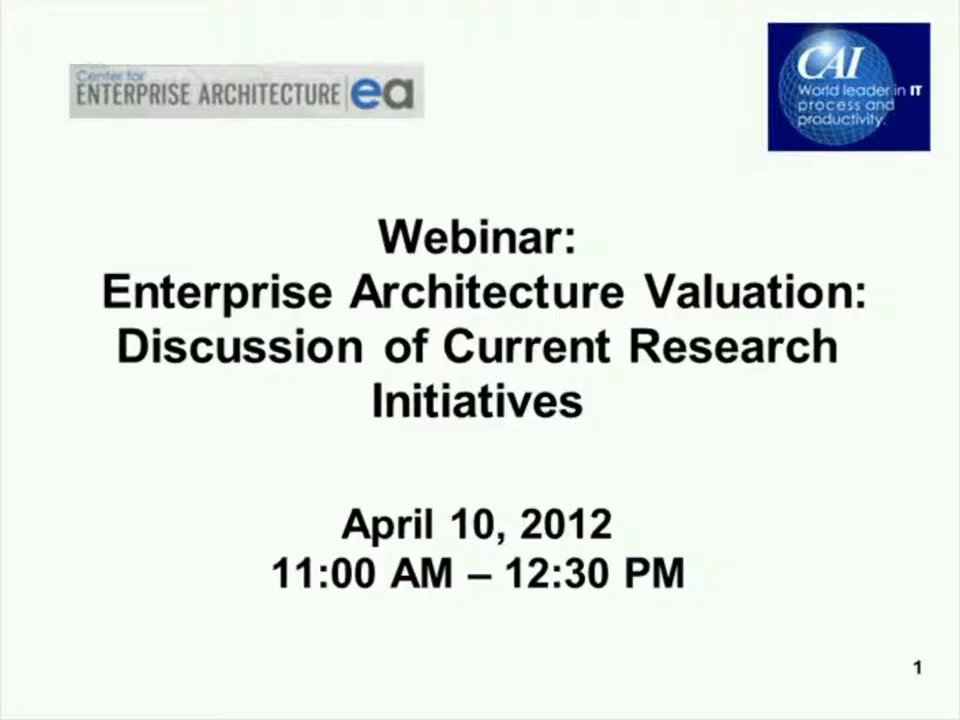 Center for
ENTERPRISE ARCHITECTURE ea
CAI
World leader in IT
process and
productivity.
Webinar:
Enterprise Architecture Valuation:
Discussion of Current Research
Initiatives
April 10, 2012
11:00 AM – 12:30 PM
1